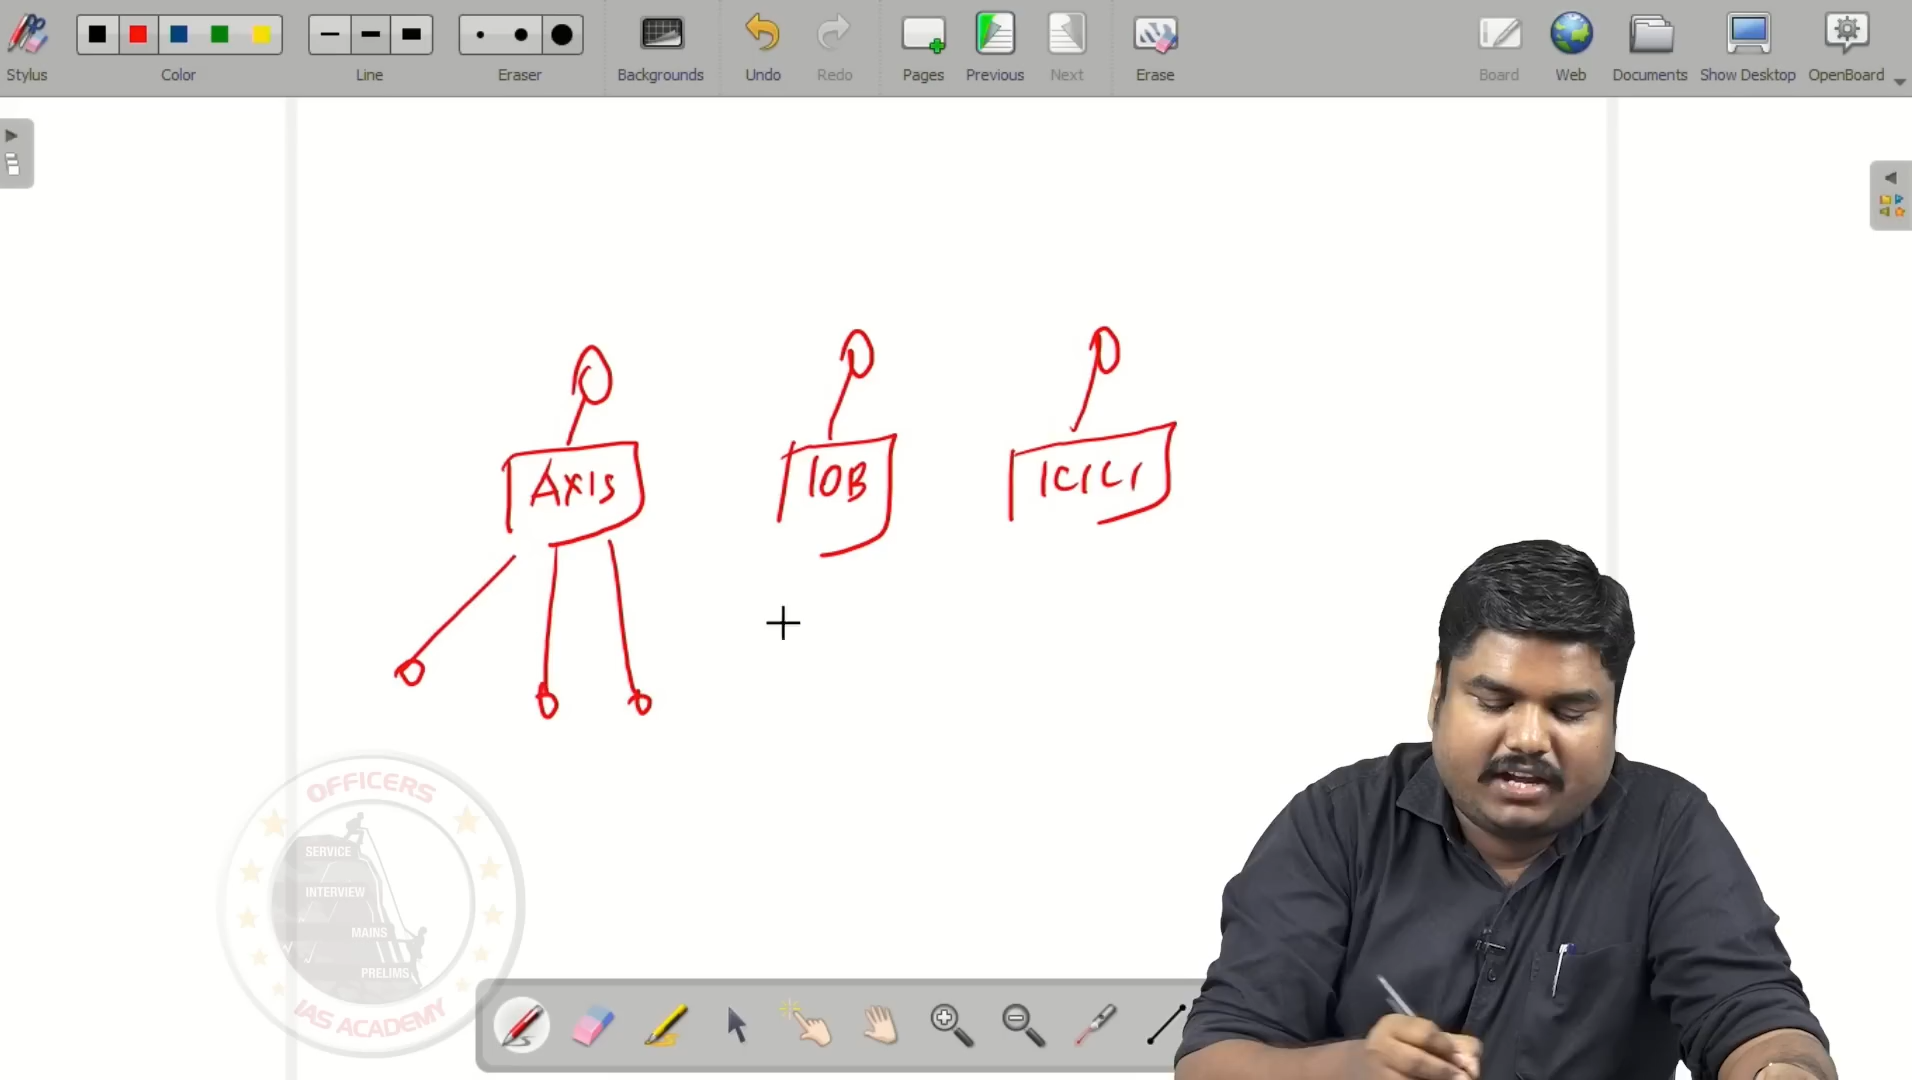 Stylus
Color
Line
Eraser
Backgrounds
Undo
Redo
Pages
Previous
Next
Erase
Board
Web
Documents
Show Desktop
OpenBoard
AXIS
IOB
ICICI
OFFICERS
SERVICE
INTERVIEW
MAINS
PRELIMS
IAS ACADEMY